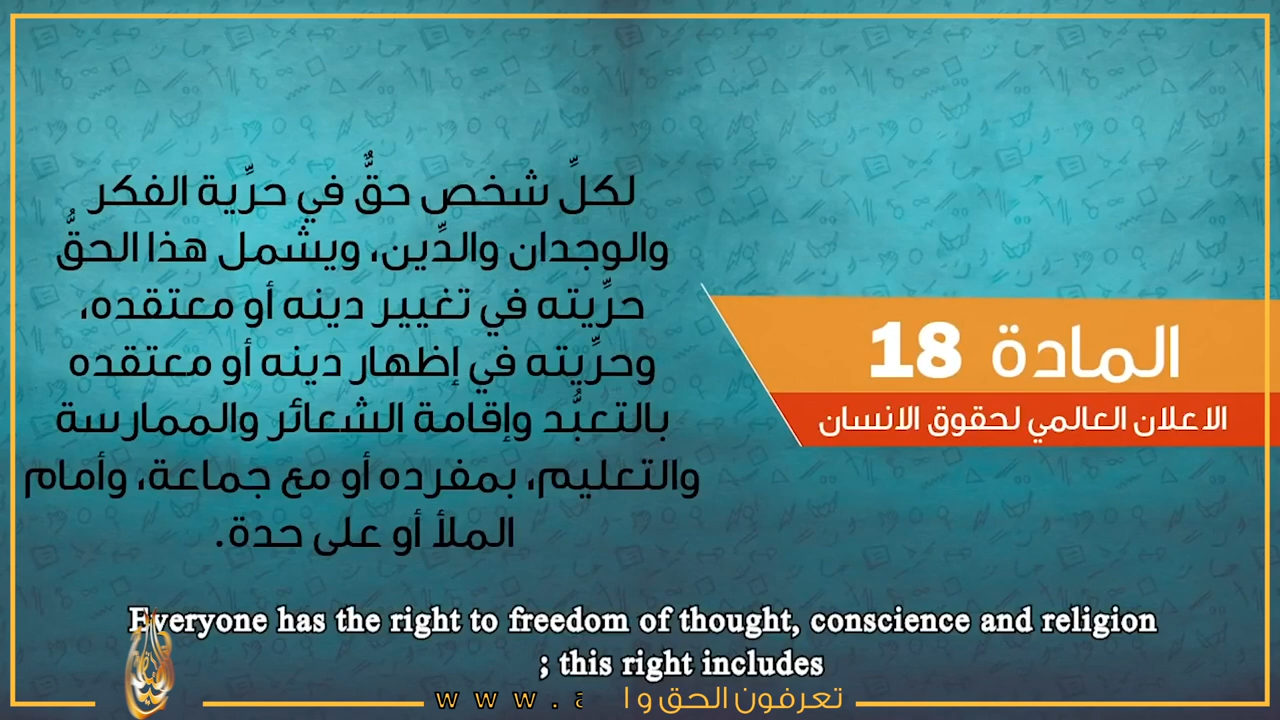 المادة 18
الاعلان العالمي لحقوق الانسان
لكلِّ شخص حقٌّ في حرِّية الفكر
والوجدان والدِّين، ويشمل هذا الحقُّ
حرِّيته في تغيير دينه أو معتقده،
وحرِّيته في إظهار دينه أو معتقده
بالتعبُّد وإقامة الشعائر والممارسة
والتعليم، بمفرده أو مع جماعة، وأمام
الملأ أو على حدة.
Everyone has the right to freedom of thought, conscience and religion
; this right includes
تعرفون الحق وا
www.a